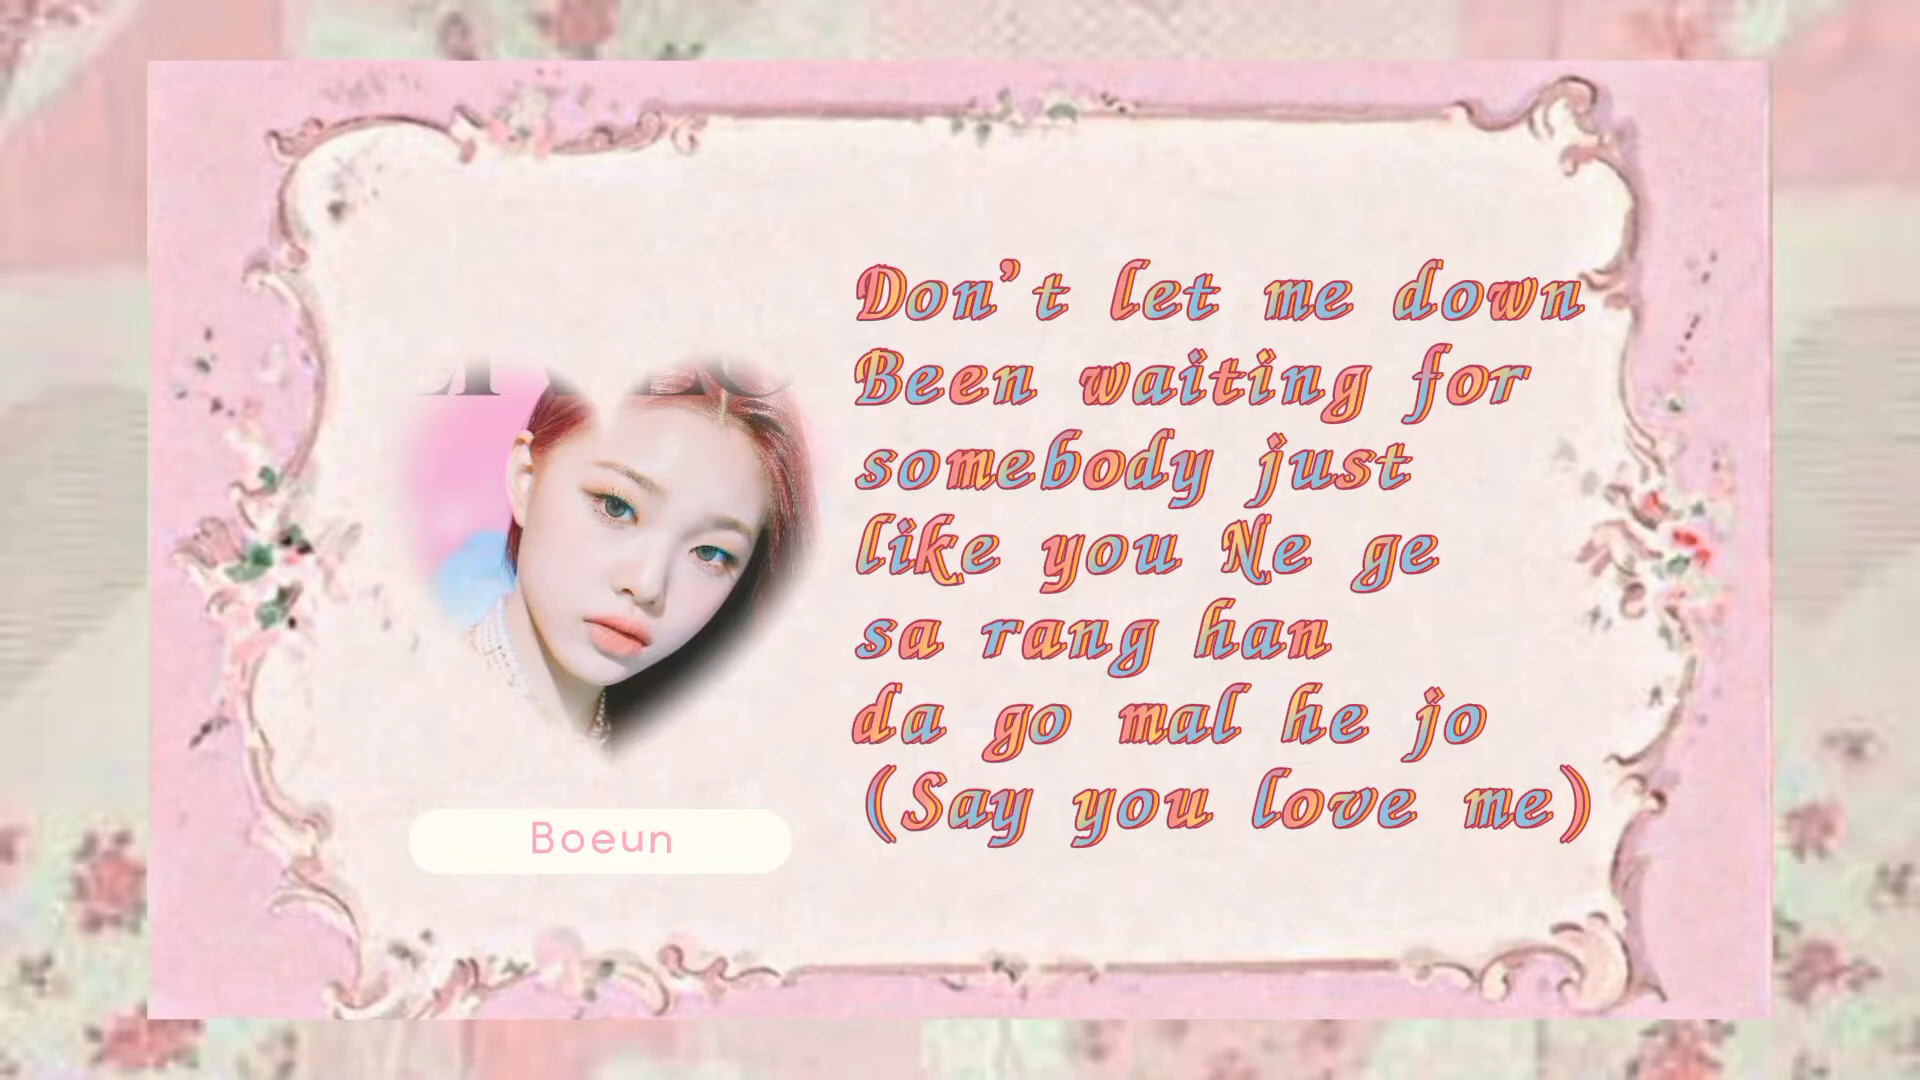 Don't let me down
Been waiting for
somebody just
like you Ne ge
sa rang han
da go mal he jo
(Say you love me)
Boeun